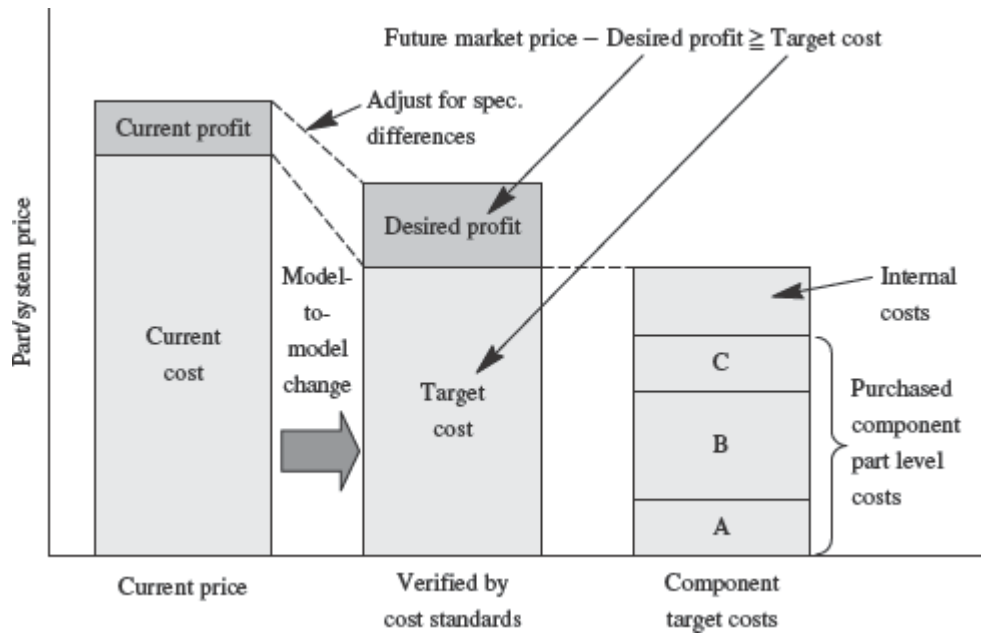 Future market price – Desired profit ≧ Target cost
Adjust for spec.
differences
Current profit
Desired profit
Part/system price
Model-
to-
model
change
Internal
costs
Current
cost
Target
cost
C
B
A
Purchased
component
part level
costs
Current price
Verified by
cost standards
Component
target costs